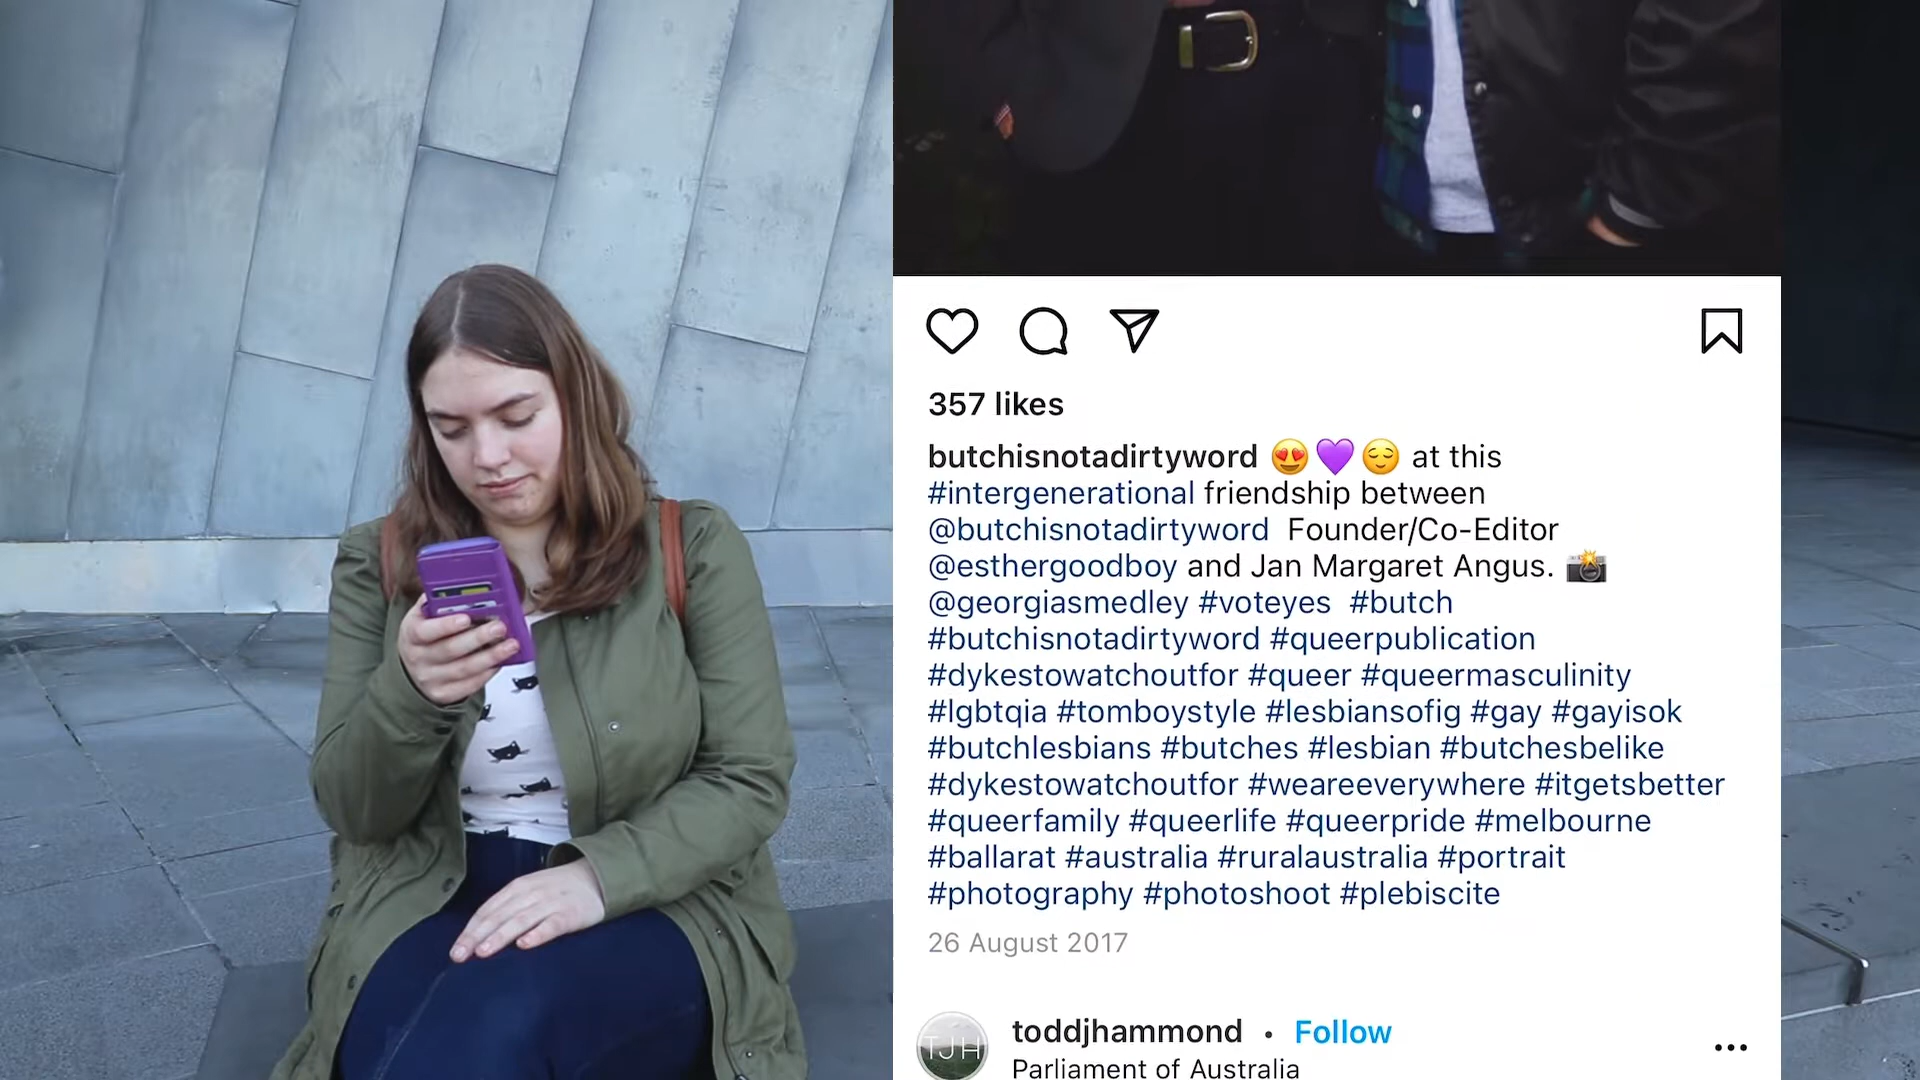 357 likes
butchisnotadirtyword 😍💜😌 at this
#intergenerational friendship between
@butchisnotadirtyword Founder/Co-Editor
@esthergoodboy and Jan Margaret Angus. 📸
@georgiasmedley #voteyes #butch
#butchisnotadirtyword #queerpublication
#dykestowatchoutfor #queer #queermasculinity
#lgbtqia #tomboystyle #lesbiansofig #gay #gayisok
#butchlesbians #butches #lesbian #butchesbelike
#dykestowatchoutfor #weareeverywhere #itgetsbetter
#queerfamily #queerlife #queerpride #melbourne
#ballarat #australia #ruralaustralia #portrait
#photography #photoshoot #plebiscite
26 August 2017
TJH
toddjhammond • Follow
Parliament of Australia